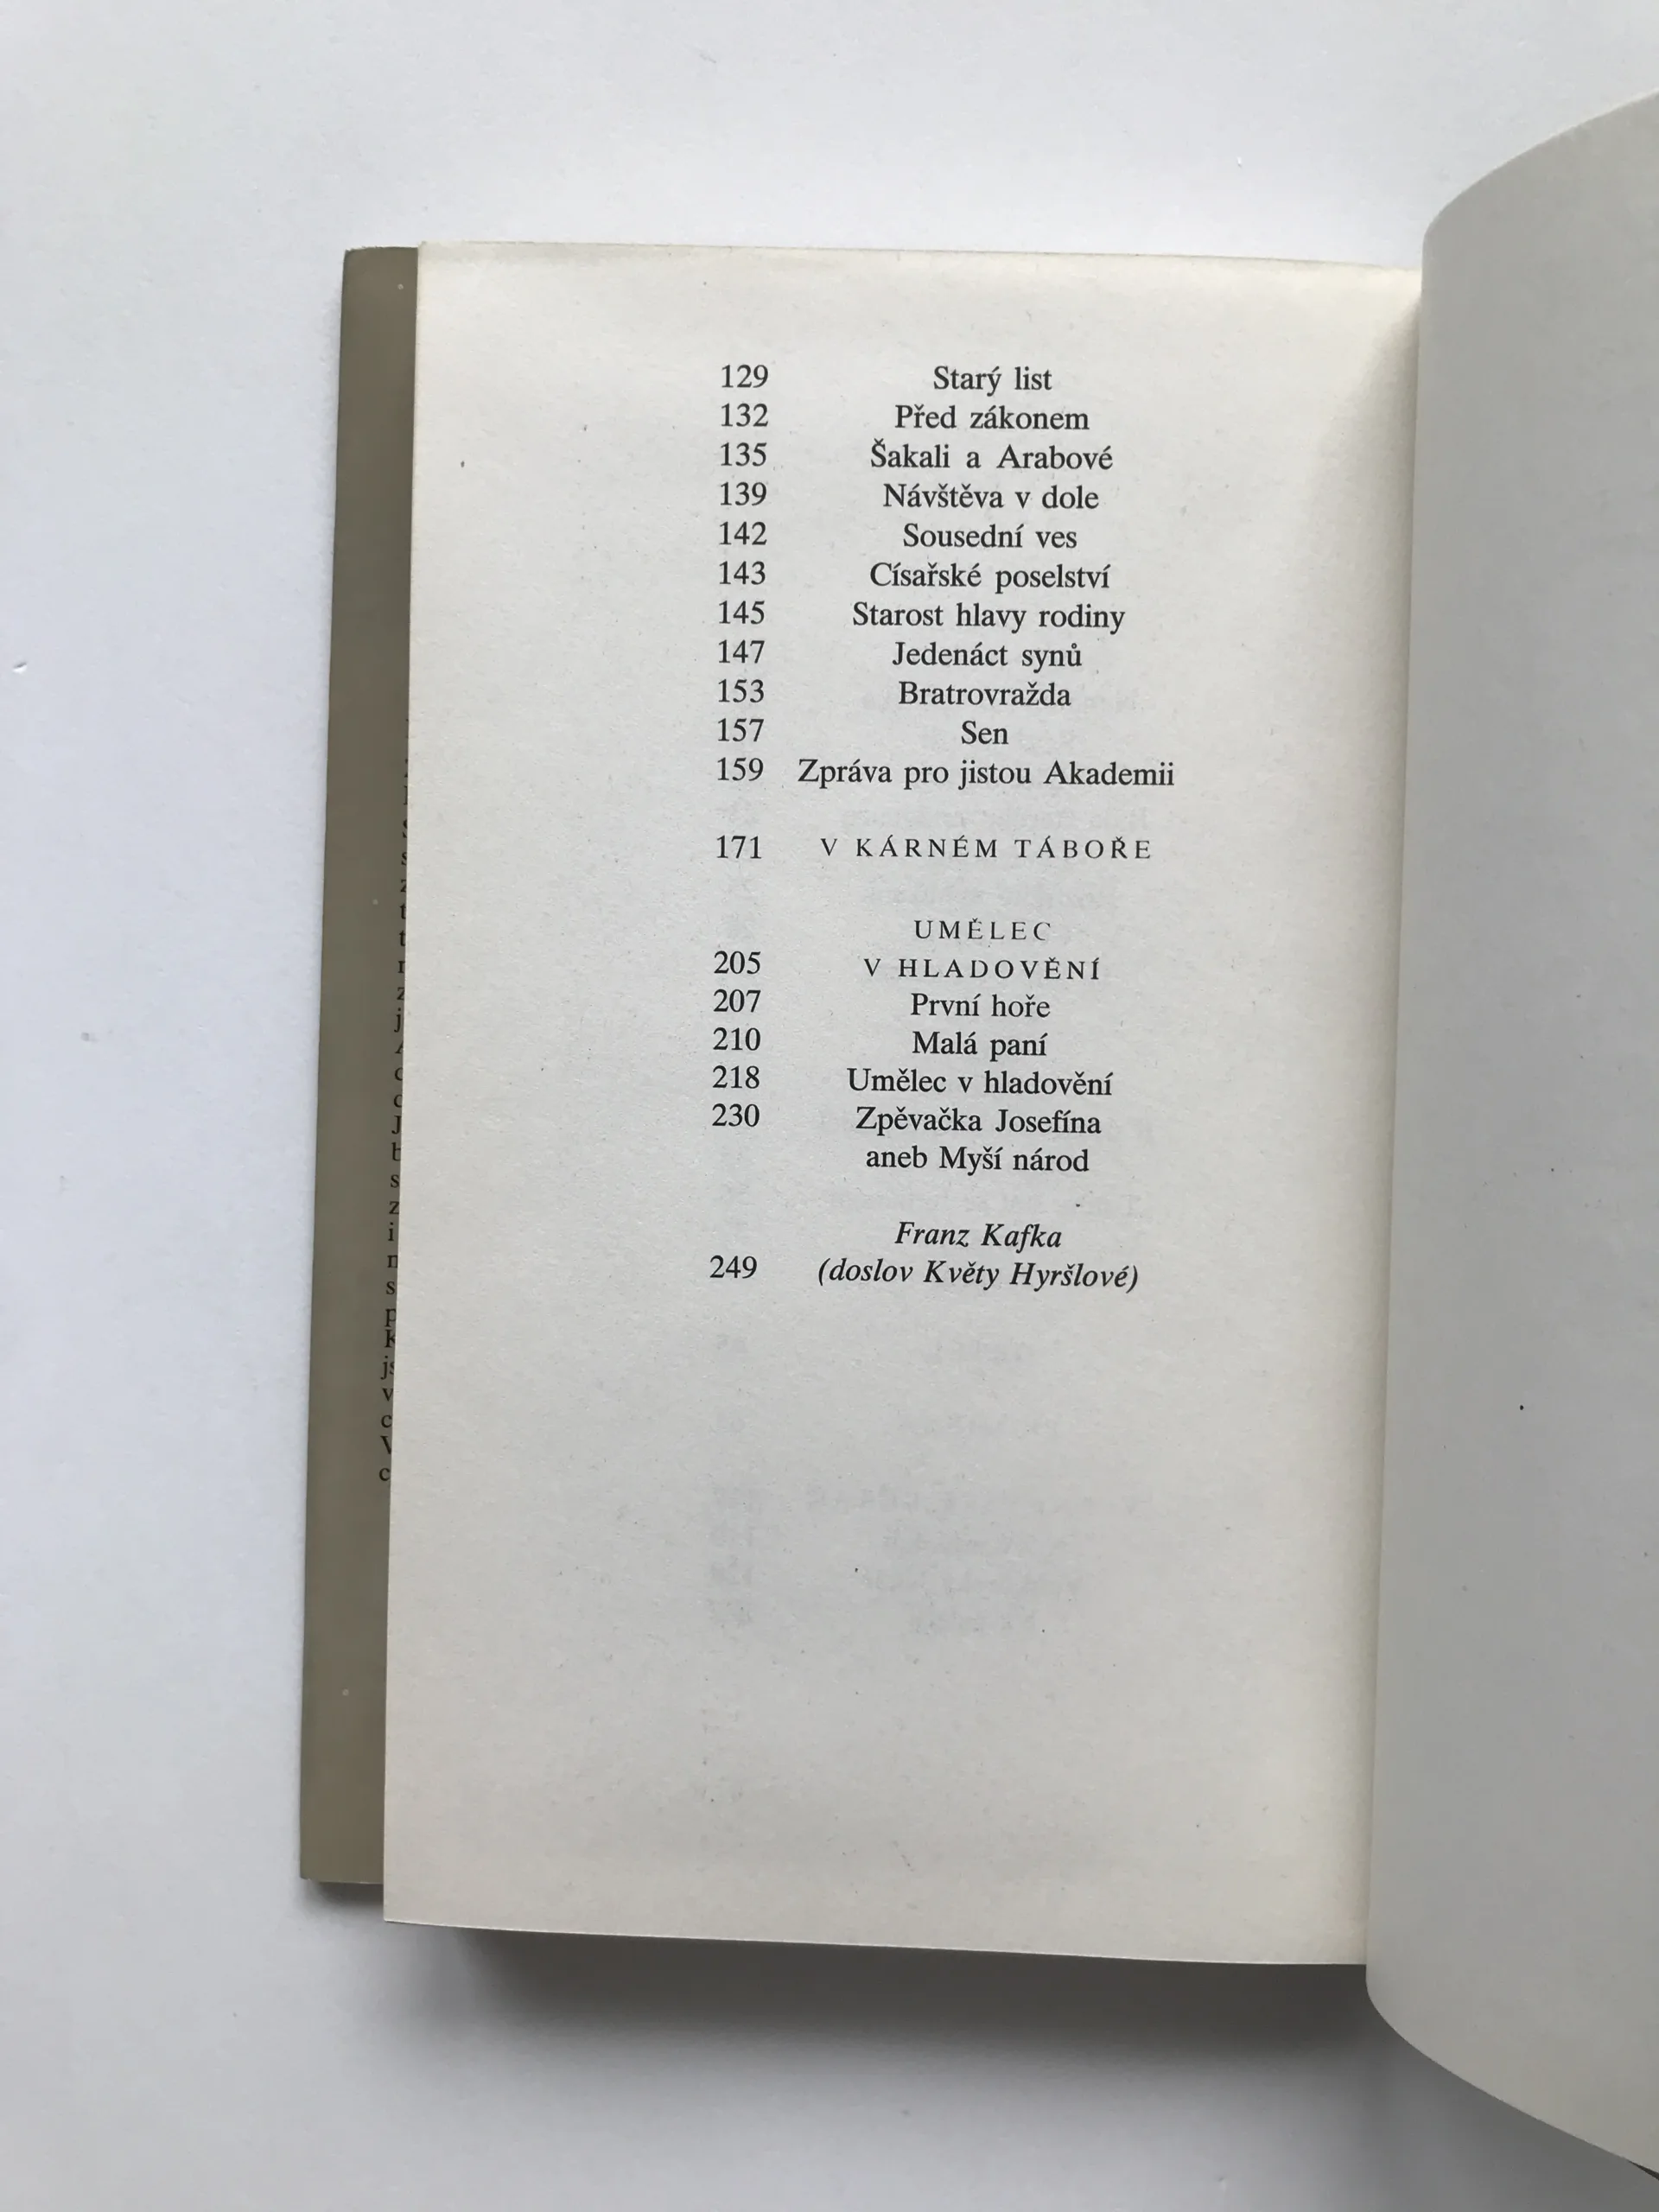 129 Starý list
132 Před zákonem
135 Šakali a Arabové
139 Návštěva v dole
142 Sousední ves
143 Císařské poselství
145 Starost hlavy rodiny
147 Jedenáct synů
153 Bratrovražda
157 Sen
159 Zpráva pro jistou Akademii
171 V KÁRNÉM TÁBOŘE
UMĚLEC
205 V HLADOVĚNÍ
207 První hoře
210 Malá paní
218 Umělec v hladovění
230 Zpěvačka Josefína
aneb Myší národ
Franz Kafka
249 (doslov Květy Hyršlové)